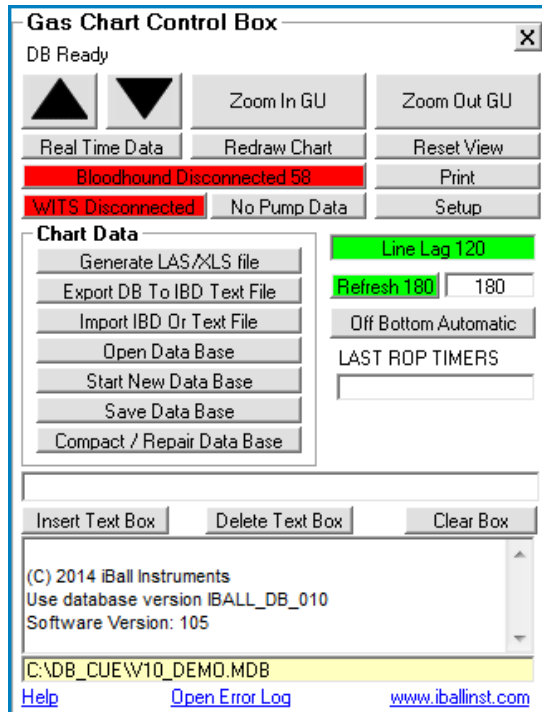 Gas Chart Control Box
X
DB Ready
Zoom In GU
Zoom Out GU
Real Time Data
Redraw Chart
Reset View
Bloodhound Disconnected 58
Print
WITS Disconnected
No Pump Data
Setup
Chart Data
Generate LAS/XLS file
Export DB To IBD Text File
Import IBD Or Text File
Open Data Base
Start New Data Base
Save Data Base
Compact / Repair Data Base
Line Lag 120
Refresh 180
180
Off Bottom Automatic
LAST ROP TIMERS
Insert Text Box
Delete Text Box
Clear Box
(C) 2014 iBall Instruments
Use database version IBALL_DB_010
Software Version: 105
C:\DB_CUE\V10_DEMO.MDB
Help
Open Error Log
www.iballinst.com